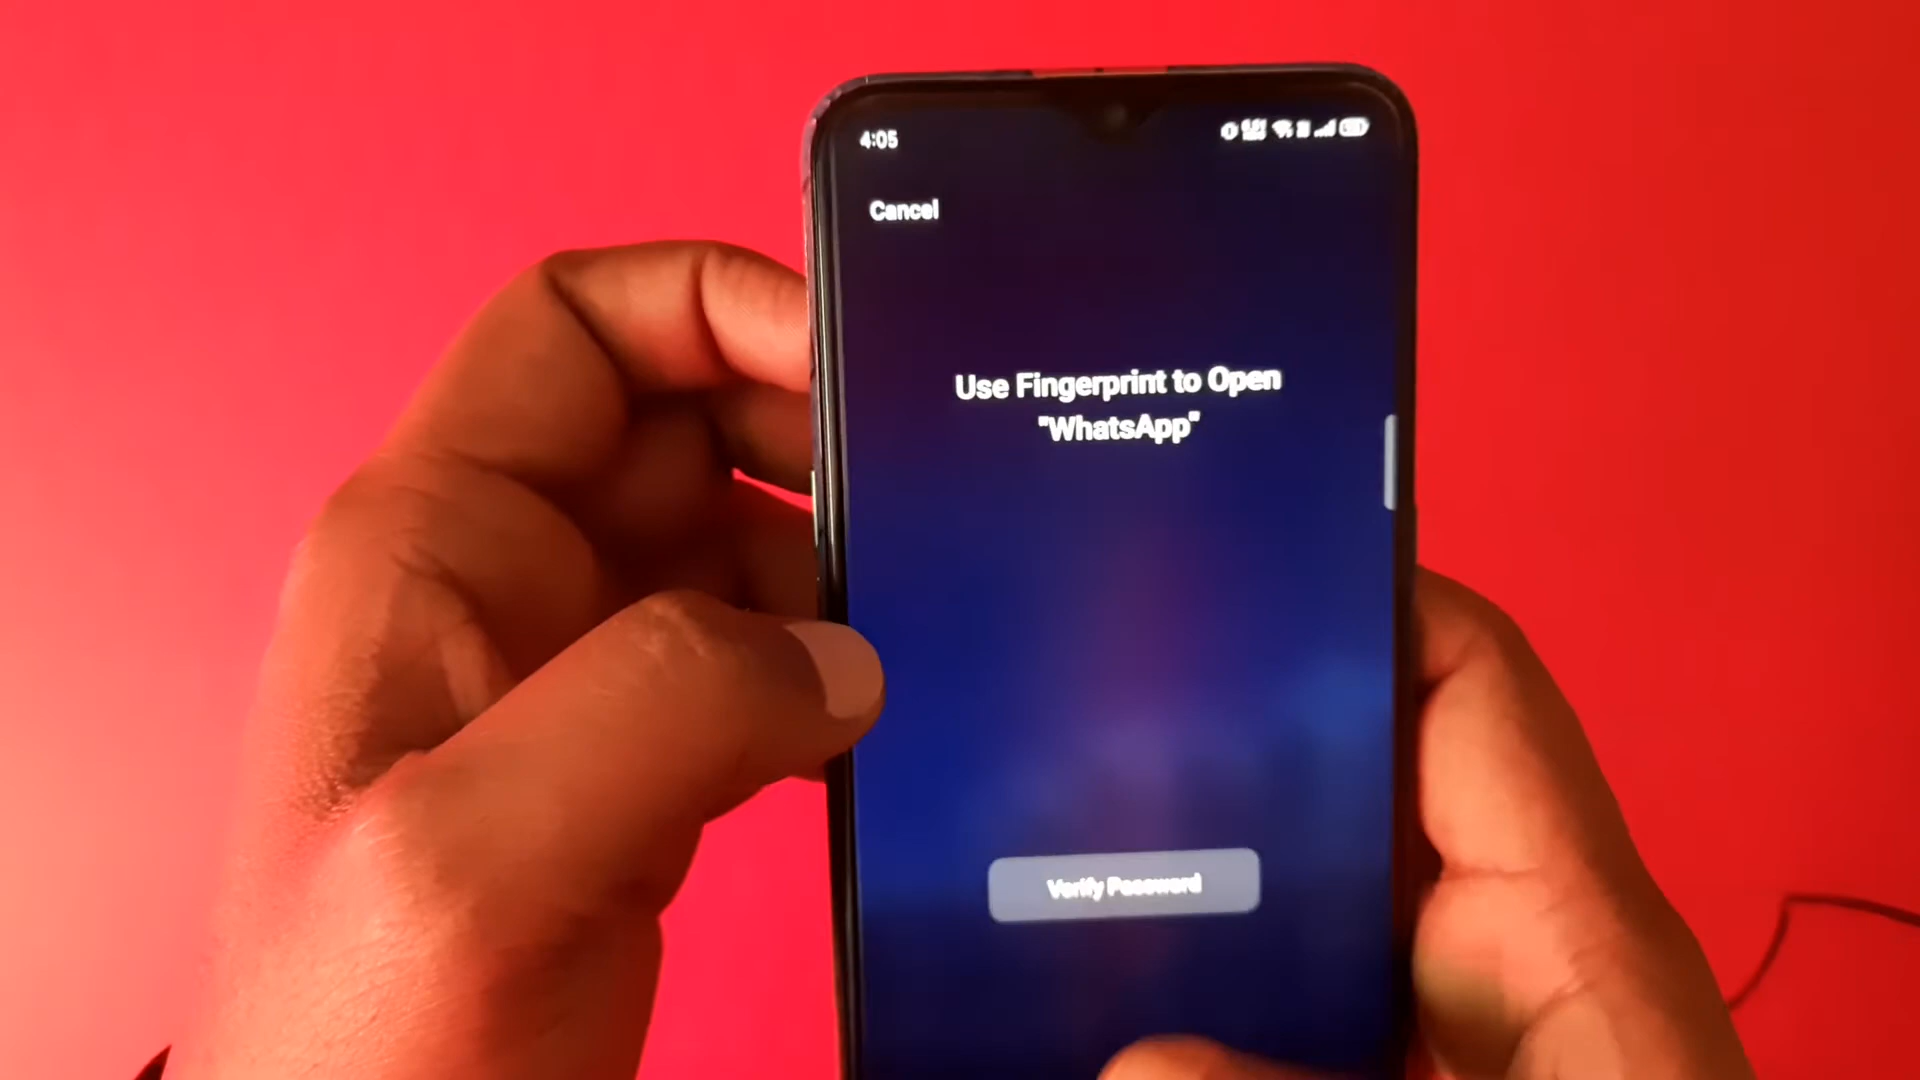 4:05
Cancel
Use Fingerprint to Open
"WhatsApp"
Verify Password